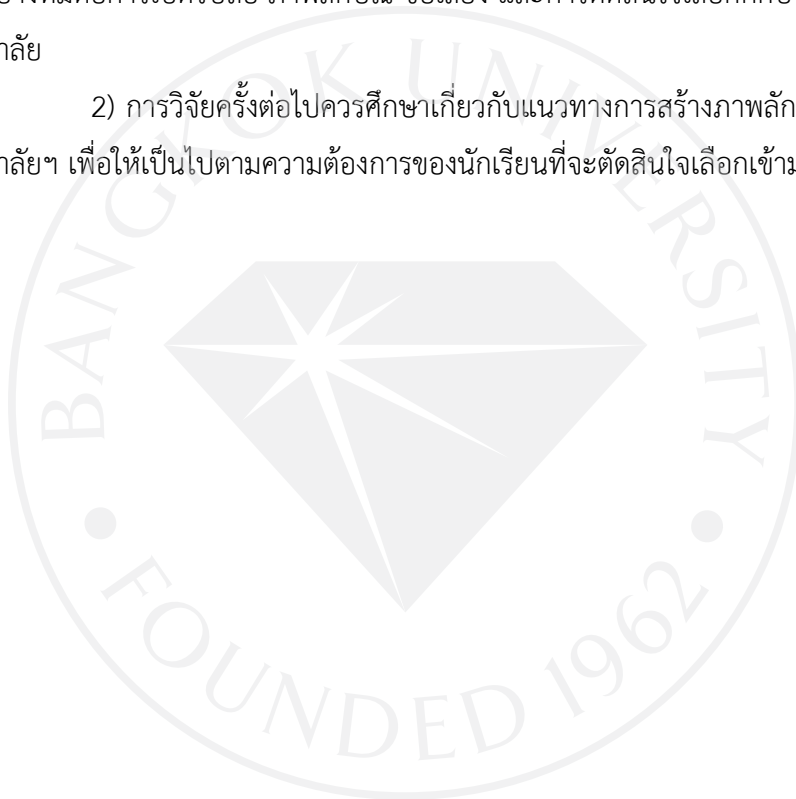 2) การวิจัยครั้งต่อไปควรศึกษาเกี่ยวกับแนวทางการสร้างภาพลัก
าลัยฯ เพื่อให้เป็นไปตามความต้องการของนักเรียนที่จะตัดสินใจเลือกเข้าม
าลัย
BANGKOK UNIVERSITY
FOUNDED 1962